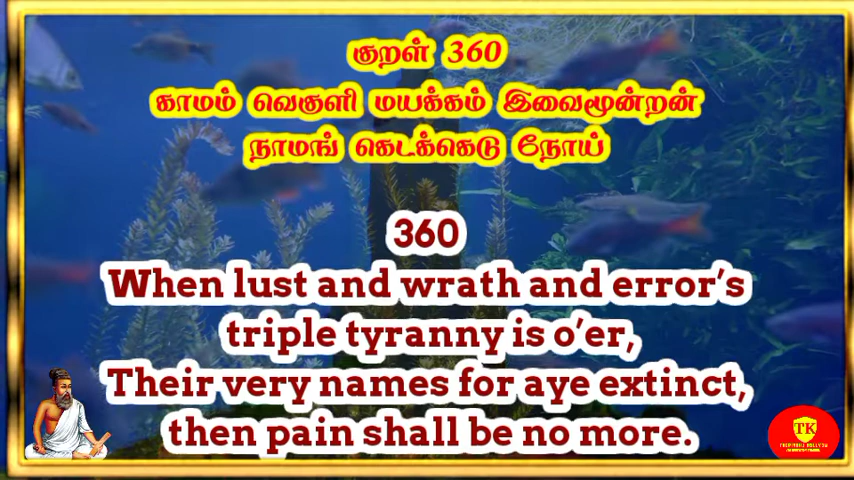 குறள் 360
காமம் வெகுளி மயக்கம் இவைமூன்றன்
நாமங் கெடக்கெடு நோய்
360
When lust and wrath and error’s
triple tyranny is o’er,
Their very names for aye extinct,
then pain shall be no more.
TK